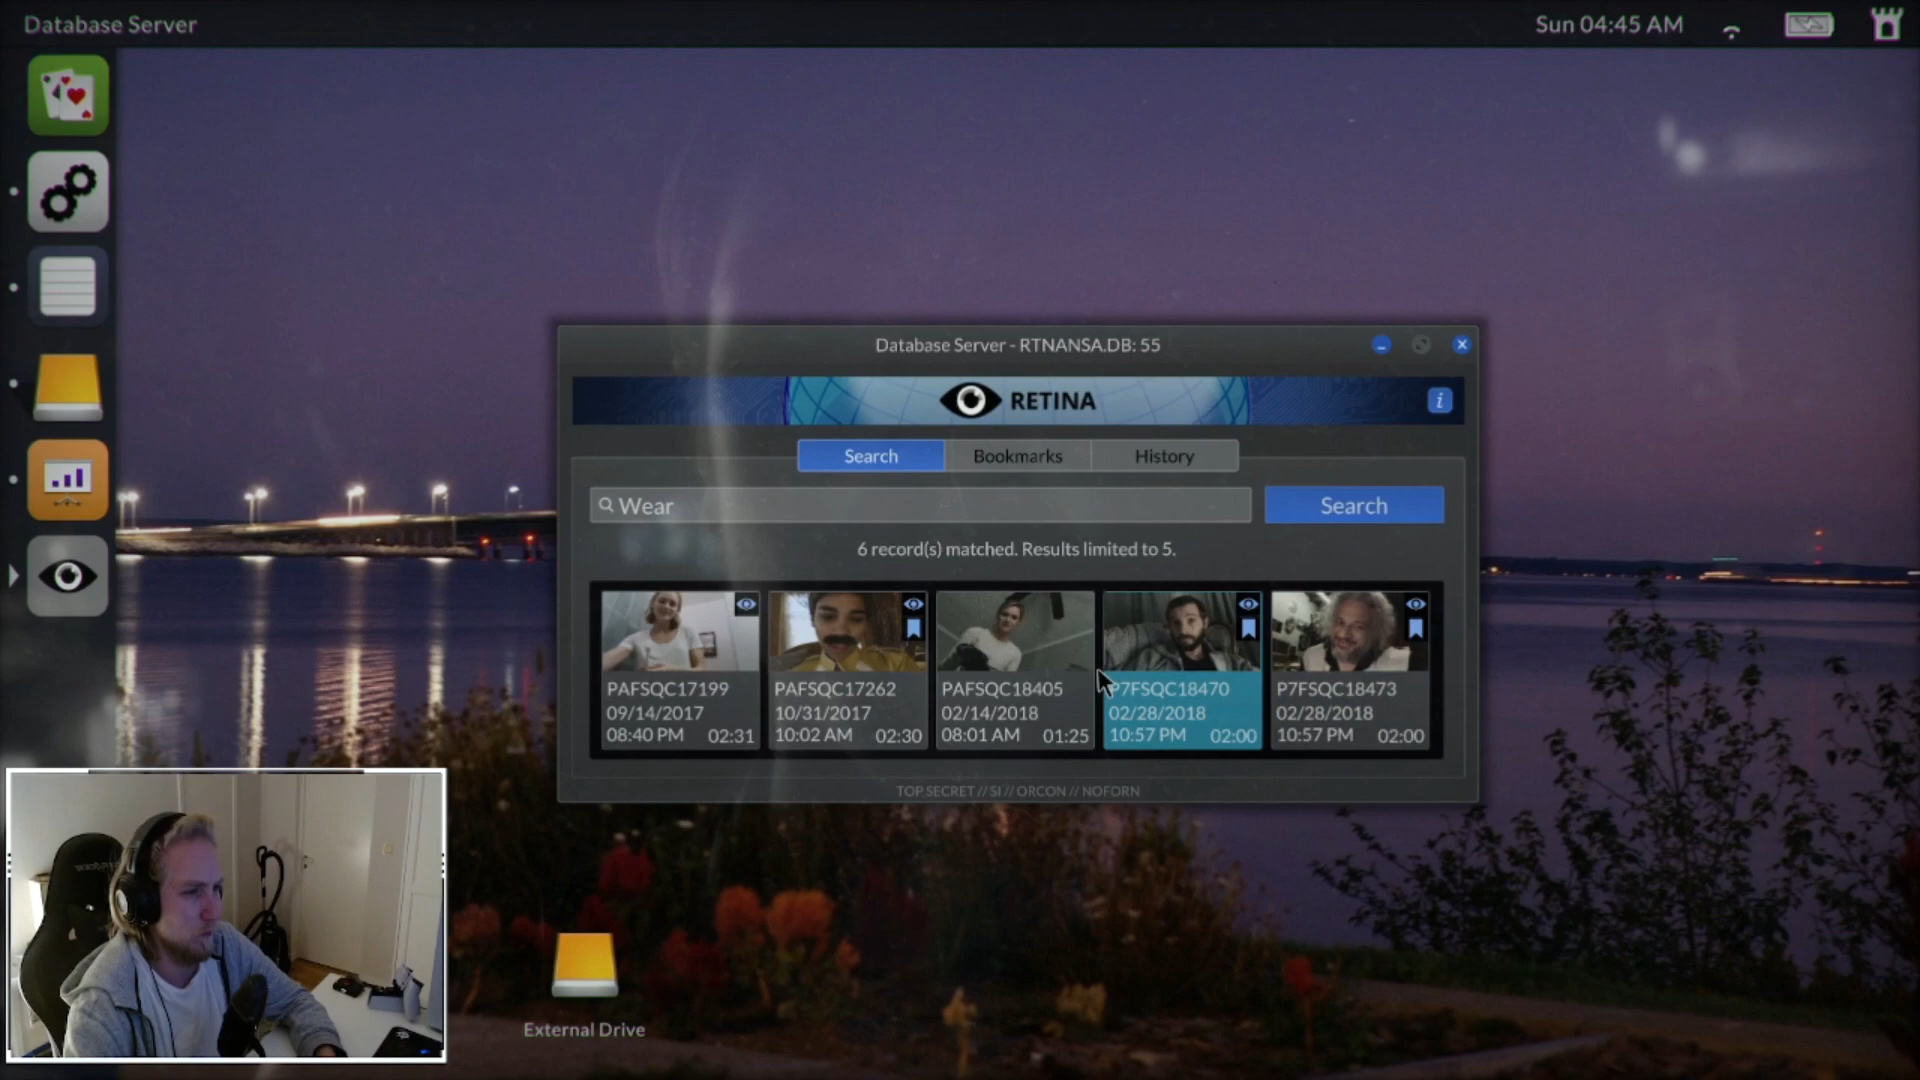 Database Server
Sun 04:45 AM
Database Server - RTNANSA.DB: 55
RETINA
i
Search
Bookmarks
History
Wear
Search
6 record(s) matched. Results limited to 5.
PAFSQC17199
09/14/2017
08:40 PM 02:31
PAFSQC17262
10/31/2017
10:02 AM 02:30
PAFSQC18405
02/14/2018
08:01 AM 01:25
P7FSQC18470
02/28/2018
10:57 PM 02:00
P7FSQC18473
02/28/2018
10:57 PM 02:00
TOP SECRET // SI // ORCON // NOFORN
External Drive